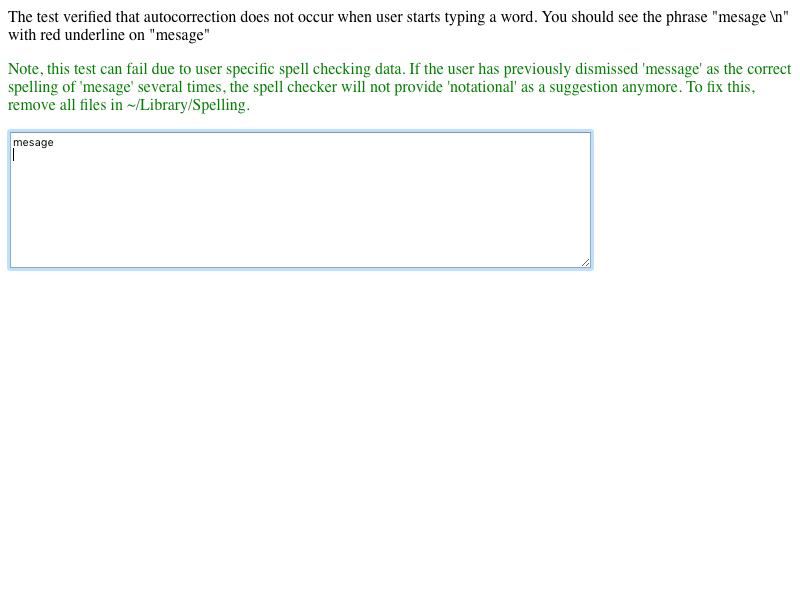 The test verified that autocorrection does not occur when user starts typing a word. You should see the phrase "mesage \n"
with red underline on "mesage"
Note, this test can fail due to user specific spell checking data. If the user has previously dismissed 'message' as the correct
spelling of 'mesage' several times, the spell checker will not provide 'notational' as a suggestion anymore. To fix this,
remove all files in ~/Library/Spelling.
mesage